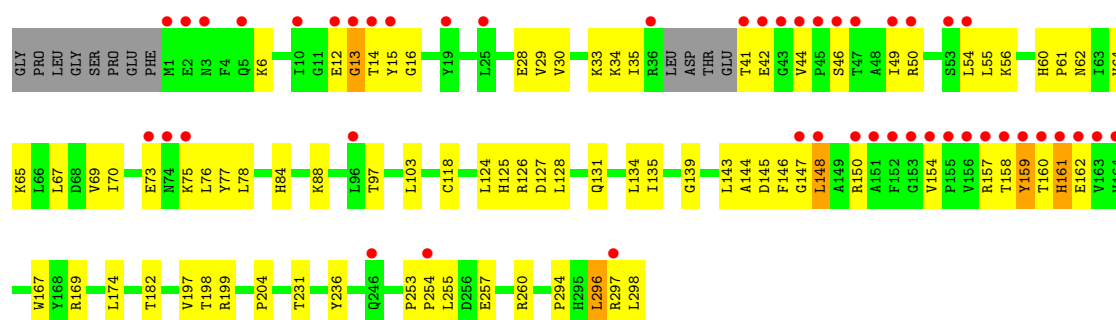 GLY PRO LEU GLY SER PRO GLU PHE M1 E2 N3 F4 Q5 K6 I10 G11 E12 G13 T14 Y15 G16 Y19 L25 E28 V29 V30 K33 K34 I35 R36 LEU ASP THR GLU T41 E42 G43 V44 P45 S46 T47 A48 I49 R50 S53 L54 L55 K56 H60 P61 N62 I63
K65 L66 L67 D68 V69 I70 E73 N74 K75 L76 Y77 L78 H84 K88 L96 T97 L103 C118 L124 H125 R126 D127 L128 Q131 L134 I135 G139 L143 A144 D145 F146 G147 L148 A149 R150 A151 F152 G153 V154 P155 V156 R157 T158 Y159 T160 H161 E162 V163
W167 Y168 R169 L174 T182 V197 T198 R199 P204 T231 Y236 Q246 P253 P254 L255 D256 E257 R260 P294 H295 L296 R297 L298